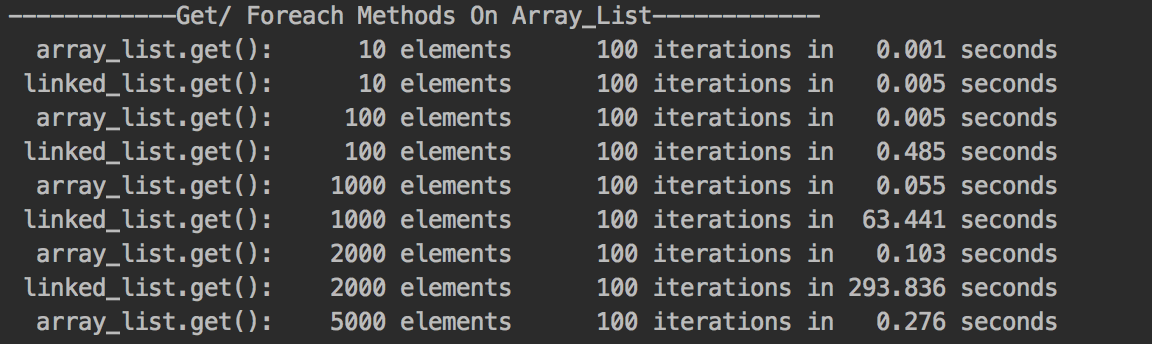 ————————————Get/ Foreach Methods On Array_List————————————
array_list.get():      10 elements      100 iterations in   0.001 seconds
linked_list.get():      10 elements      100 iterations in   0.005 seconds
array_list.get():     100 elements      100 iterations in   0.005 seconds
linked_list.get():     100 elements      100 iterations in   0.485 seconds
array_list.get():    1000 elements      100 iterations in   0.055 seconds
linked_list.get():    1000 elements      100 iterations in  63.441 seconds
array_list.get():    2000 elements      100 iterations in   0.103 seconds
linked_list.get():    2000 elements      100 iterations in 293.836 seconds
array_list.get():    5000 elements      100 iterations in   0.276 seconds